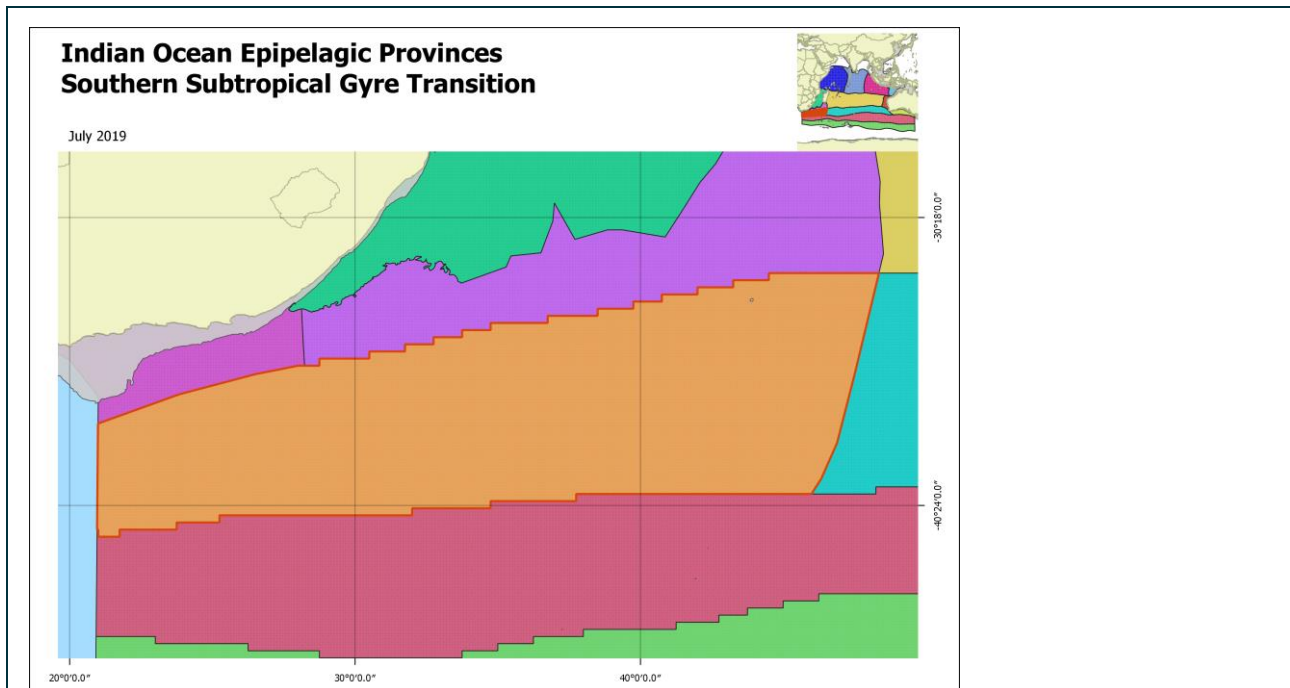 Indian Ocean Epipelagic Provinces
Southern Subtropical Gyre Transition
July 2019
-30°18'0.0"
-40°24'0.0"
20°0'0.0"
30°0'0.0"
40°0'0.0"